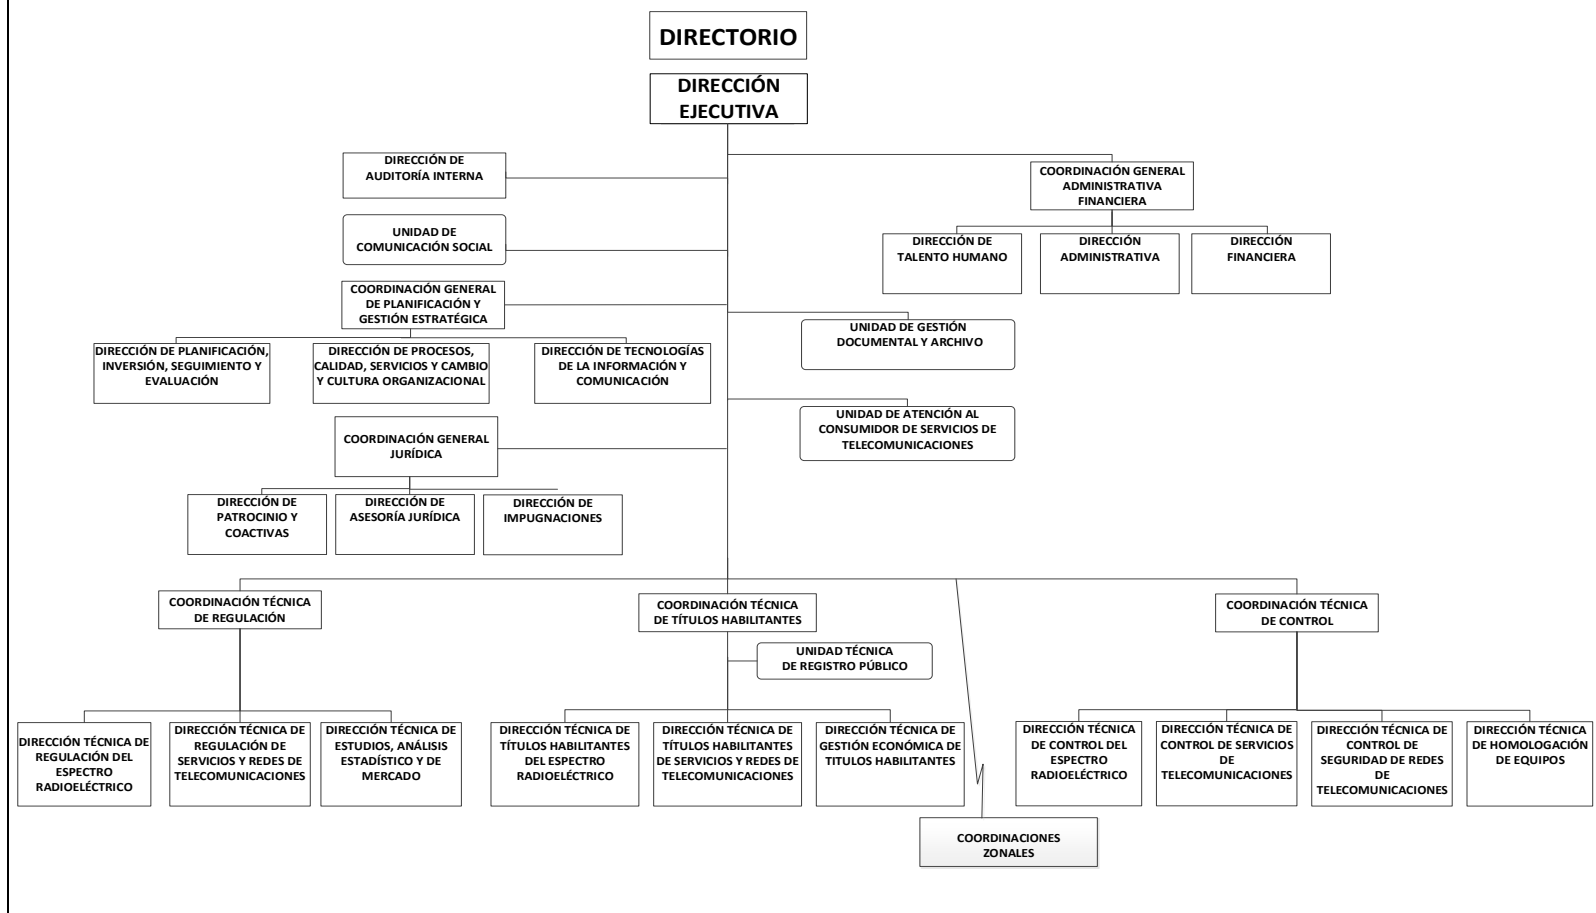 DIRECTORIO
DIRECCIÓN
EJECUTIVA
DIRECCIÓN DE
AUDITORÍA INTERNA
COORDINACIÓN GENERAL
ADMINISTRATIVA
FINANCIERA
UNIDAD DE
COMUNICACIÓN SOCIAL
DIRECCIÓN DE
TALENTO HUMANO
DIRECCIÓN
ADMINISTRATIVA
DIRECCIÓN
FINANCIERA
COORDINACIÓN GENERAL
DE PLANIFICACIÓN Y
GESTIÓN ESTRATÉGICA
UNIDAD DE GESTIÓN
DOCUMENTAL Y ARCHIVO
DIRECCIÓN DE PLANIFICACIÓN,
INVERSIÓN, SEGUIMIENTO Y
EVALUACIÓN
DIRECCIÓN DE PROCESOS,
CALIDAD, SERVICIOS Y CAMBIO
Y CULTURA ORGANIZACIONAL
DIRECCIÓN DE TECNOLOGÍAS
DE LA INFORMACIÓN Y
COMUNICACIÓN
UNIDAD DE ATENCIÓN AL
CONSUMIDOR DE SERVICIOS DE
TELECOMUNICACIONES
COORDINACIÓN GENERAL
JURÍDICA
DIRECCIÓN DE
PATROCINIO Y
COACTIVAS
DIRECCIÓN DE
ASESORÍA JURÍDICA
DIRECCIÓN DE
IMPUGNACIONES
COORDINACIÓN TÉCNICA
DE REGULACIÓN
COORDINACIÓN TÉCNICA
DE TÍTULOS HABILITANTES
COORDINACIÓN TÉCNICA
DE CONTROL
UNIDAD TÉCNICA
DE REGISTRO PÚBLICO
DIRECCIÓN TÉCNICA DE
REGULACIÓN DEL
ESPECTRO
RADIOELÉCTRICO
DIRECCIÓN TÉCNICA DE
REGULACIÓN DE
SERVICIOS Y REDES DE
TELECOMUNICACIONES
DIRECCIÓN TÉCNICA DE
ESTUDIOS, ANÁLISIS
ESTADÍSTICO Y DE
MERCADO
DIRECCIÓN TÉCNICA DE
TÍTULOS HABILITANTES
DEL ESPECTRO
RADIOELÉCTRICO
DIRECCIÓN TÉCNICA DE
TÍTULOS HABILITANTES
DE SERVICIOS Y REDES DE
TELECOMUNICACIONES
DIRECCIÓN TÉCNICA DE
GESTIÓN ECONÓMICA DE
TITULOS HABILITANTES
DIRECCIÓN TÉCNICA
DE CONTROL DEL
ESPECTRO
RADIOELÉCTRICO
DIRECCIÓN TÉCNICA DE
CONTROL DE SERVICIOS
DE
TELECOMUNICACIONES
DIRECCIÓN TÉCNICA DE
CONTROL DE
SEGURIDAD DE REDES
DE
TELECOMUNICACIONES
DIRECCIÓN TÉCNICA
DE HOMOLOGACIÓN
DE EQUIPOS
COORDINACIONES
ZONALES